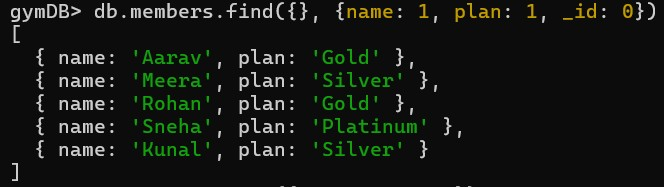 gymDB> db.members.find({}, {name: 1, plan: 1, _id: 0})
[
  { name: 'Aarav', plan: 'Gold' },
  { name: 'Meera', plan: 'Silver' },
  { name: 'Rohan', plan: 'Gold' },
  { name: 'Sneha', plan: 'Platinum' },
  { name: 'Kunal', plan: 'Silver' }
]